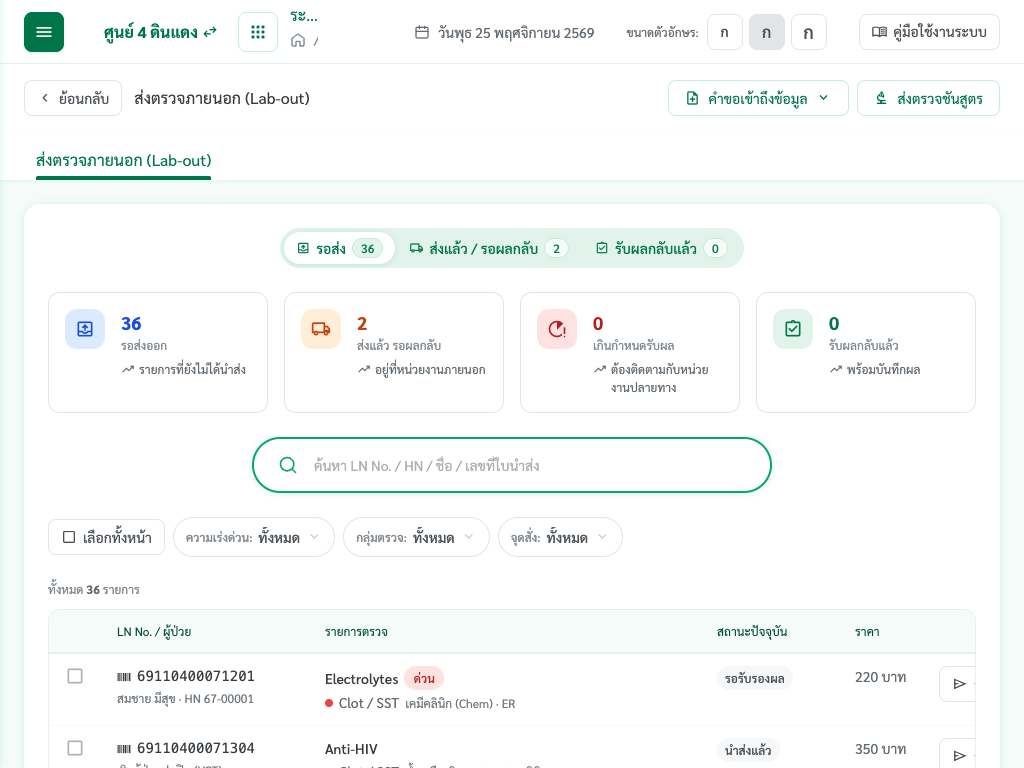 ศูนย์ 4 ดินแดง
ระ...
/
วันพุธ 25 พฤศจิกายน 2569
ขนาดตัวอักษร:
ก
ก
ก
คู่มือใช้งานระบบ
ย้อนกลับ
ส่งตรวจภายนอก (Lab-out)
คำขอเข้าถึงข้อมูล
ส่งตรวจชันสูตร
ส่งตรวจภายนอก (Lab-out)
รอส่ง 36
ส่งแล้ว / รอผลกลับ 2
รับผลกลับแล้ว 0
36
รอส่งออก
รายการที่ยังไม่ได้นำส่ง
2
ส่งแล้ว รอผลกลับ
อยู่ที่หน่วยงานภายนอก
0
เกินกำหนดรับผล
ต้องติดตามกับหน่วย
งานปลายทาง
0
รับผลกลับแล้ว
พร้อมบันทึกผล
ค้นหา LN No. / HN / ชื่อ / เลขที่ใบนำส่ง
เลือกทั้งหน้า
ความเร่งด่วน: ทั้งหมด
กลุ่มตรวจ: ทั้งหมด
จุดสั่ง: ทั้งหมด
ทั้งหมด 36 รายการ
LN No. / ผู้ป่วย
รายการตรวจ
สถานะปัจจุบัน
ราคา
69110400071201
Electrolytes ด่วน
รอรับรองผล
220 บาท
สมชาย มีสุข · HN 67-00001
Clot / SST เคมีคลินิก (Chem) · ER
69110400071304
Anti-HIV
นำส่งแล้ว
350 บาท